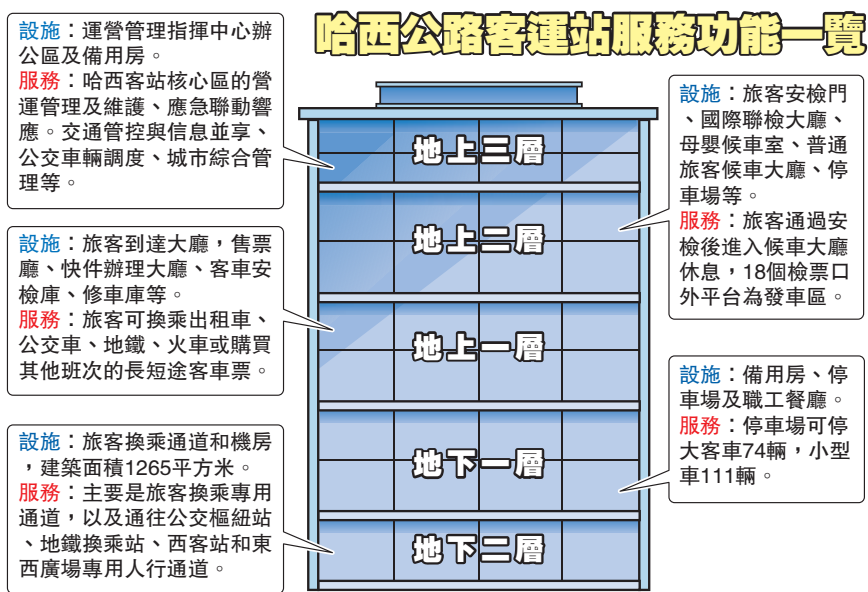 哈西公路客運站服務功能一覽
設施：運營管理指揮中心辦
公區及備用房。
服務：哈西客站核心區的營
運管理及維護、應急聯動響
應。交通管控與信息並享、
公交車輛調度、城市綜合管
理等。
地上三層
設施：旅客安檢門
、國際聯檢大廳、
母嬰候車室、普通
旅客候車大廳、停
車場等。
服務：旅客通過安
檢後進入候車大廳
休息，18個檢票口
外平台為發車區。
地上二層
設施：旅客到達大廳，售票
廳、快件辦理大廳、客車安
檢庫、修車庫等。
服務：旅客可換乘出租車、
公交車、地鐵、火車或購買
其他班次的長短途客車票。
地上一層
設施：備用房、停
車場及職工餐廳。
服務：停車場可停
大客車74輛，小型
車111輛。
地下一層
設施：旅客換乘通道和機房
，建築面積1265平方米。
服務：主要是旅客換乘專用
通道，以及通往公交樞紐站
、地鐵換乘站、西客站和東
西廣場專用人行通道。
地下二層